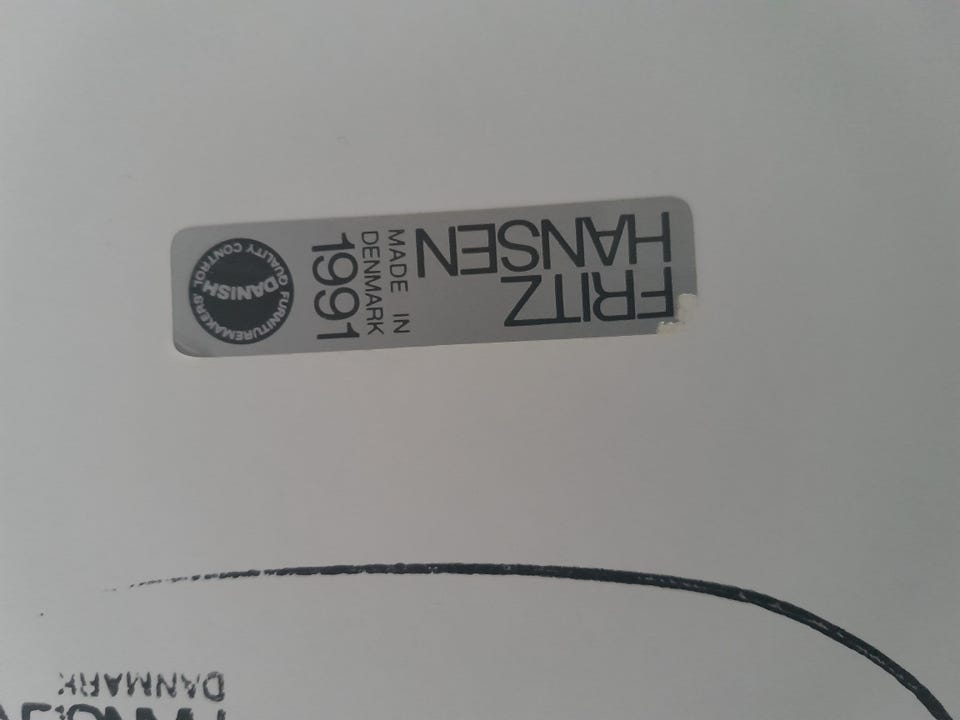 FRITZ
HANSEN
MADE IN
DENMARK
1991
DANISH
FURNITUREMAKERS'
QUALITY CONTROL
DANMARK